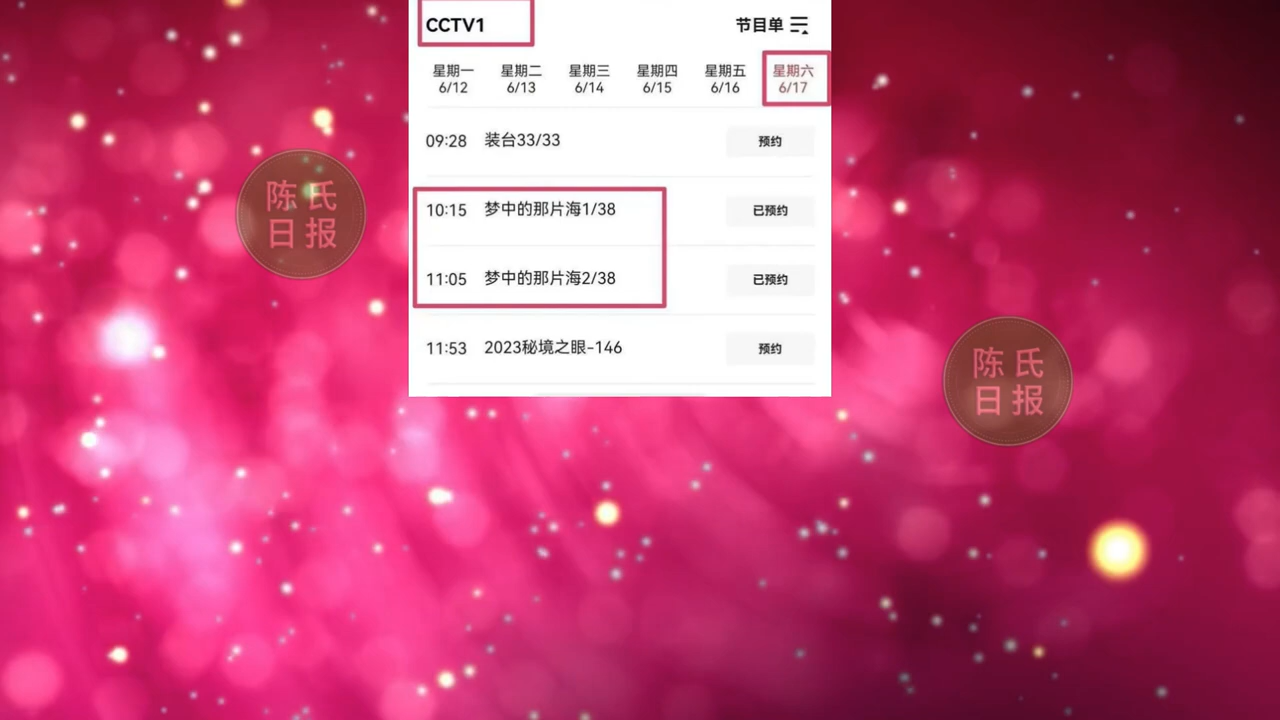 CCTV1 节目单
星期一 星期二 星期三 星期四 星期五 星期六
6/12 6/13 6/14 6/15 6/16 6/17
09:28 装台33/33 预约
10:15 梦中的那片海1/38 已预约
11:05 梦中的那片海2/38 已预约
11:53 2023秘境之眼-146 预约
陈氏
日报
陈氏
日报